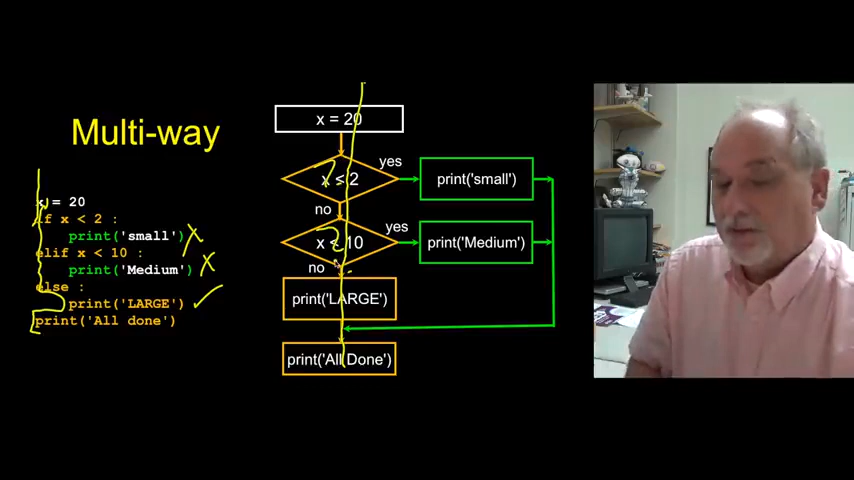 Multi-way
x = 20
if x < 2 :
print('small')
elif x < 10 :
print('Medium')
else :
print('LARGE')
print('All done')
x = 20
x < 2
yes
print('small')
no
x < 10
yes
print('Medium')
no
print('LARGE')
print('All Done')